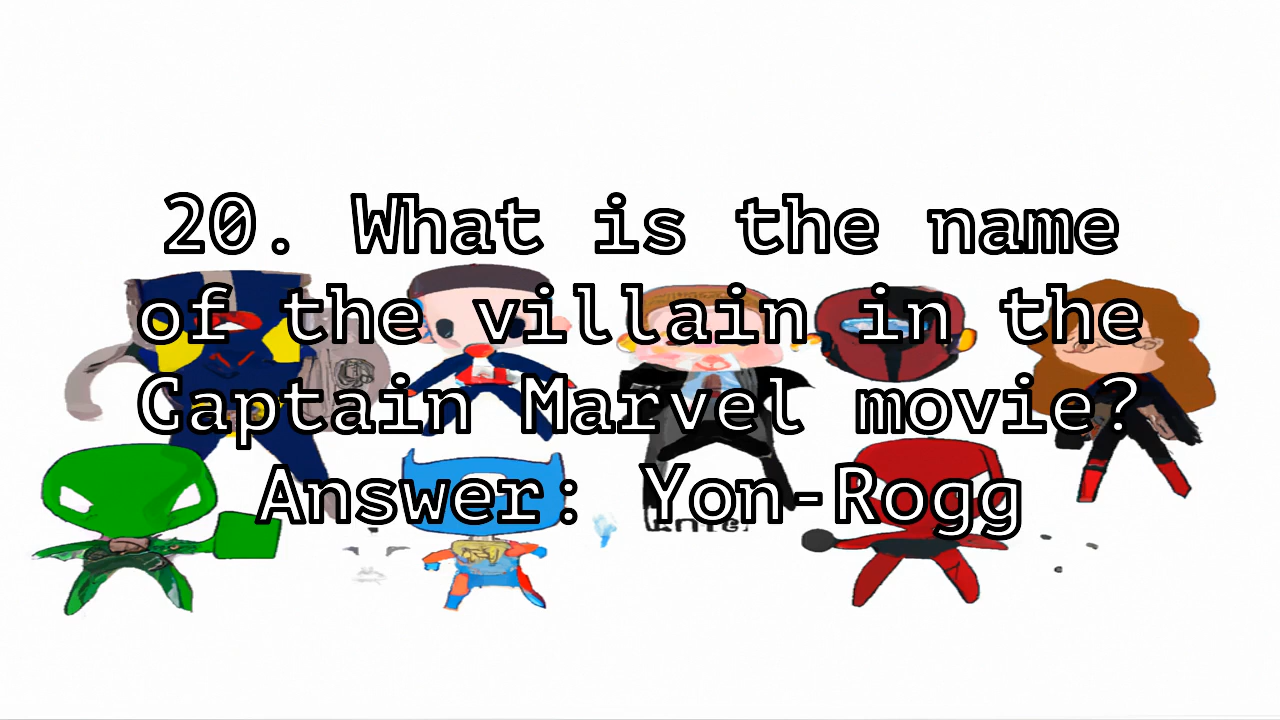 20. What is the name
of the villain in the
Captain Marvel movie?
Answer: Yon-Rogg